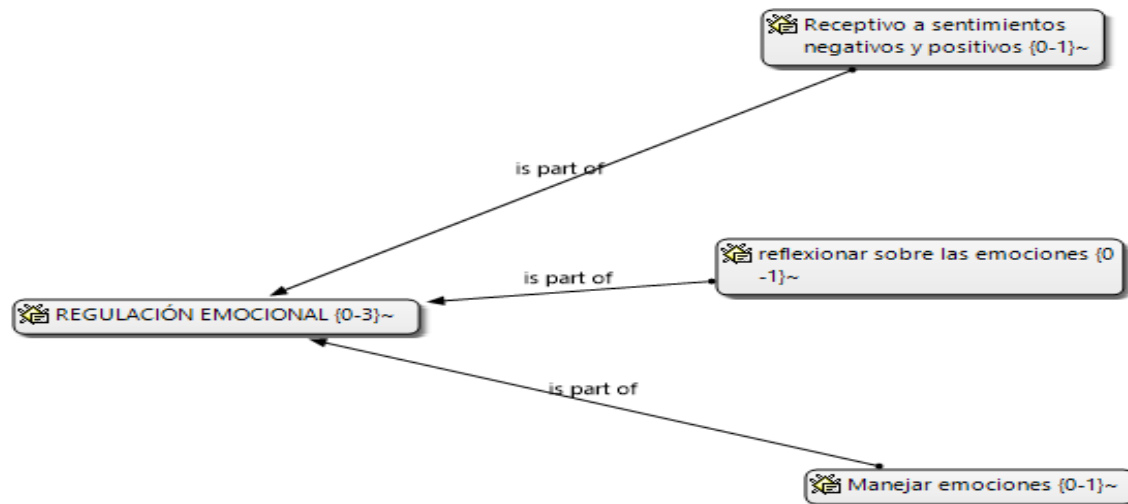 Receptivo a sentimientos
negativos y positivos {0-1}~
is part of
reflexionar sobre las emociones {0
-1}~
is part of
REGULACIÓN EMOCIONAL {0-3}~
is part of
Manejar emociones {0-1}~